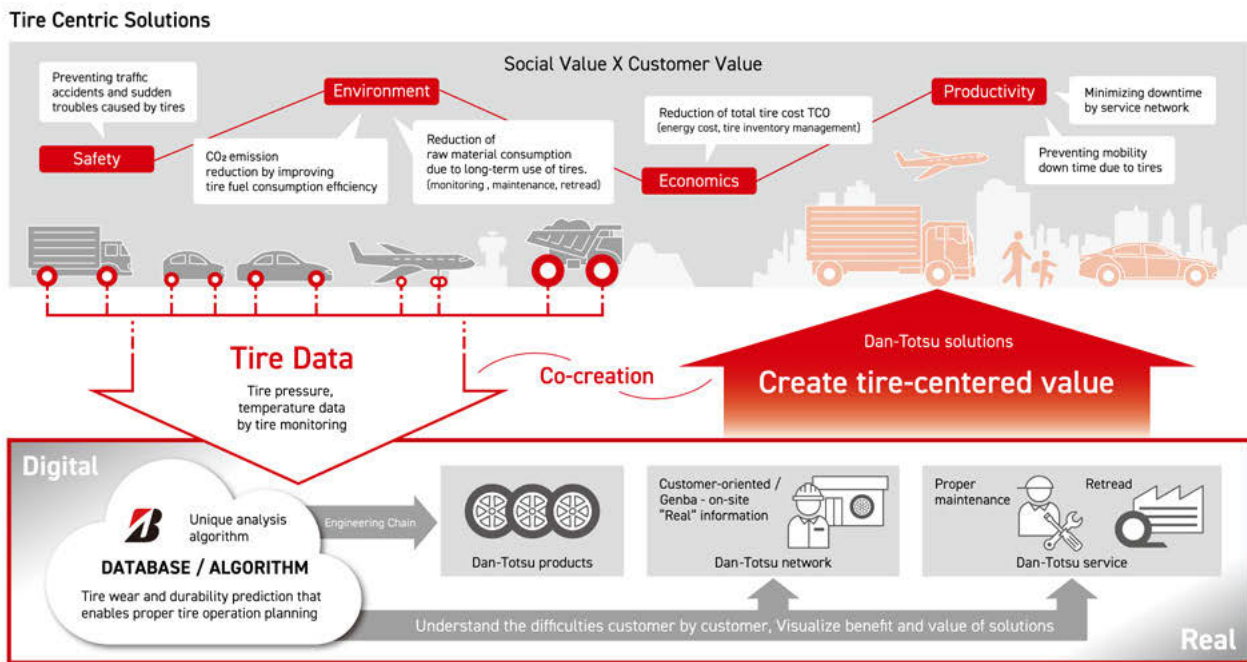 Tire Centric Solutions
Social Value X Customer Value
Preventing traffic
accidents and sudden
troubles caused by tires
Safety
Environment
CO₂ emission
reduction by improving
tire fuel consumption efficiency
Reduction of
raw material consumption
due to long-term use of tires.
(monitoring , maintenance, retread)
Reduction of total tire cost TCO
(energy cost, tire inventory management)
Economics
Productivity
Minimizing downtime
by service network
Preventing mobility
down time due to tires
Tire Data
Tire pressure,
temperature data
by tire monitoring
Co-creation
Dan-Totsu solutions
Create tire-centered value
Digital
Unique analysis
algorithm
DATABASE / ALGORITHM
Tire wear and durability prediction that
enables proper tire operation planning
Engineering Chain
Dan-Totsu products
Customer-oriented /
Genba - on-site
"Real" information
Dan-Totsu network
Proper
maintenance
Retread
Dan-Totsu service
Understand the difficulties customer by customer, Visualize benefit and value of solutions
Real